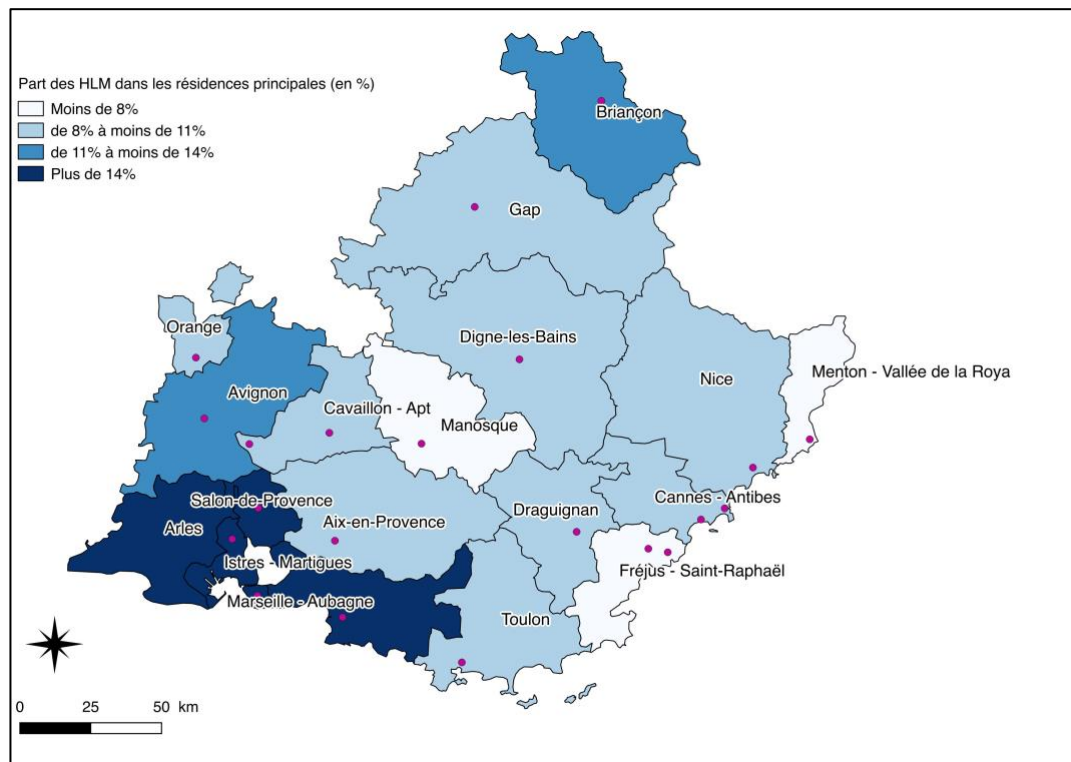 Part des HLM dans les résidences principales (en %)
Moins de 8%
de 8% à moins de 11%
de 11% à moins de 14%
Plus de 14%
Briançon
Gap
Orange
Digne-les-Bains
Nice
Menton - Vallée de la Roya
Avignon
Cavaillon - Apt
Manosque
Salon-de-Provence
Cannes - Antibes
Arles
Aix-en-Provence
Draguignan
Istres - Martigues
Fréjus - Saint-Raphaël
Marseille - Aubagne
Toulon
0 25 50 km